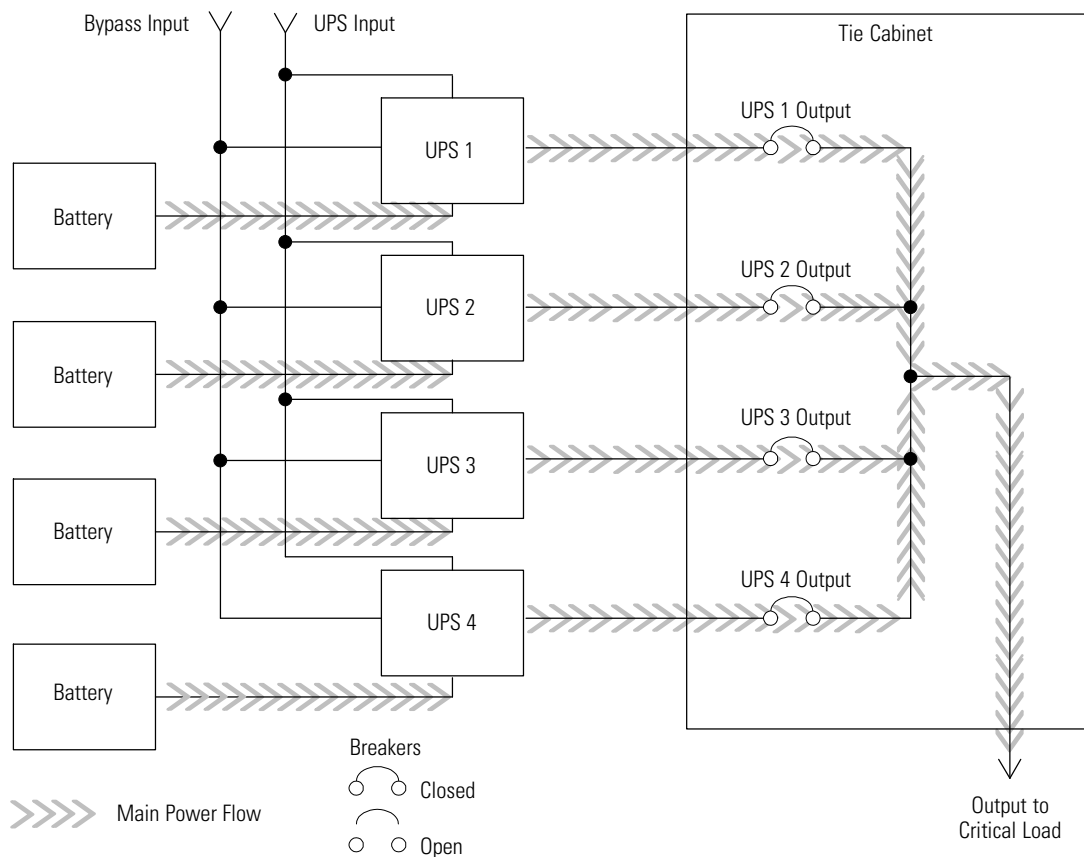 Bypass Input
UPS Input
Tie Cabinet
UPS 1 Output
UPS 1
Battery
UPS 2 Output
UPS 2
Battery
UPS 3 Output
UPS 3
Battery
UPS 4 Output
UPS 4
Battery
Breakers
Closed
Open
Main Power Flow
Output to
Critical Load